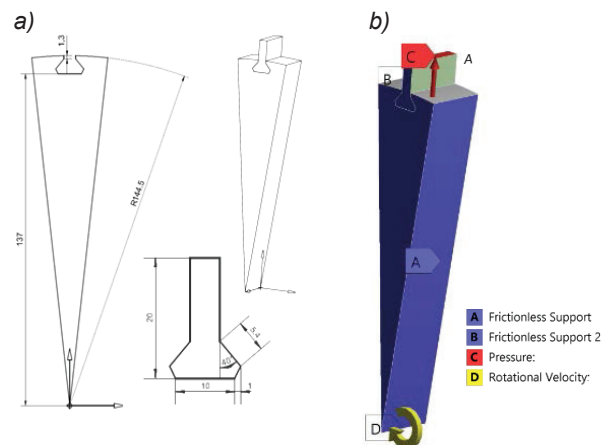 a)
1,3
R144.5
137
20
5,4
40°
10
1
b)
C
A
B
A
A Frictionless Support
B Frictionless Support 2
C Pressure:
D Rotational Velocity:
D